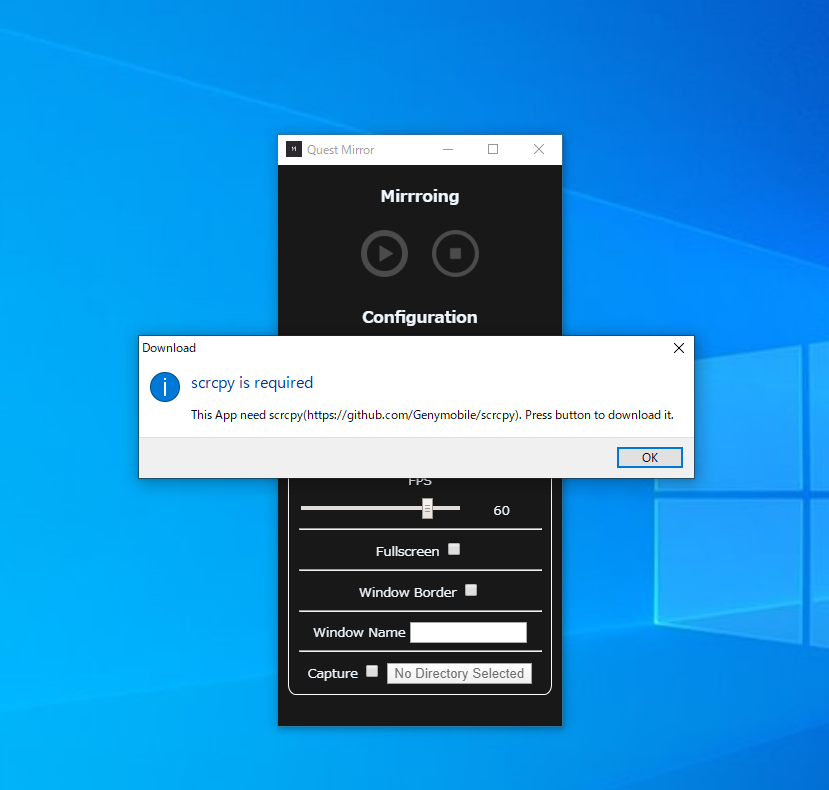 M Quest Mirror
Mirrroing
Configuration
Download
scrcpy is required
This App need scrcpy(https://github.com/Genymobile/scrcpy). Press button to download it.
OK
FPS
60
Fullscreen
Window Border
Window Name
Capture No Directory Selected